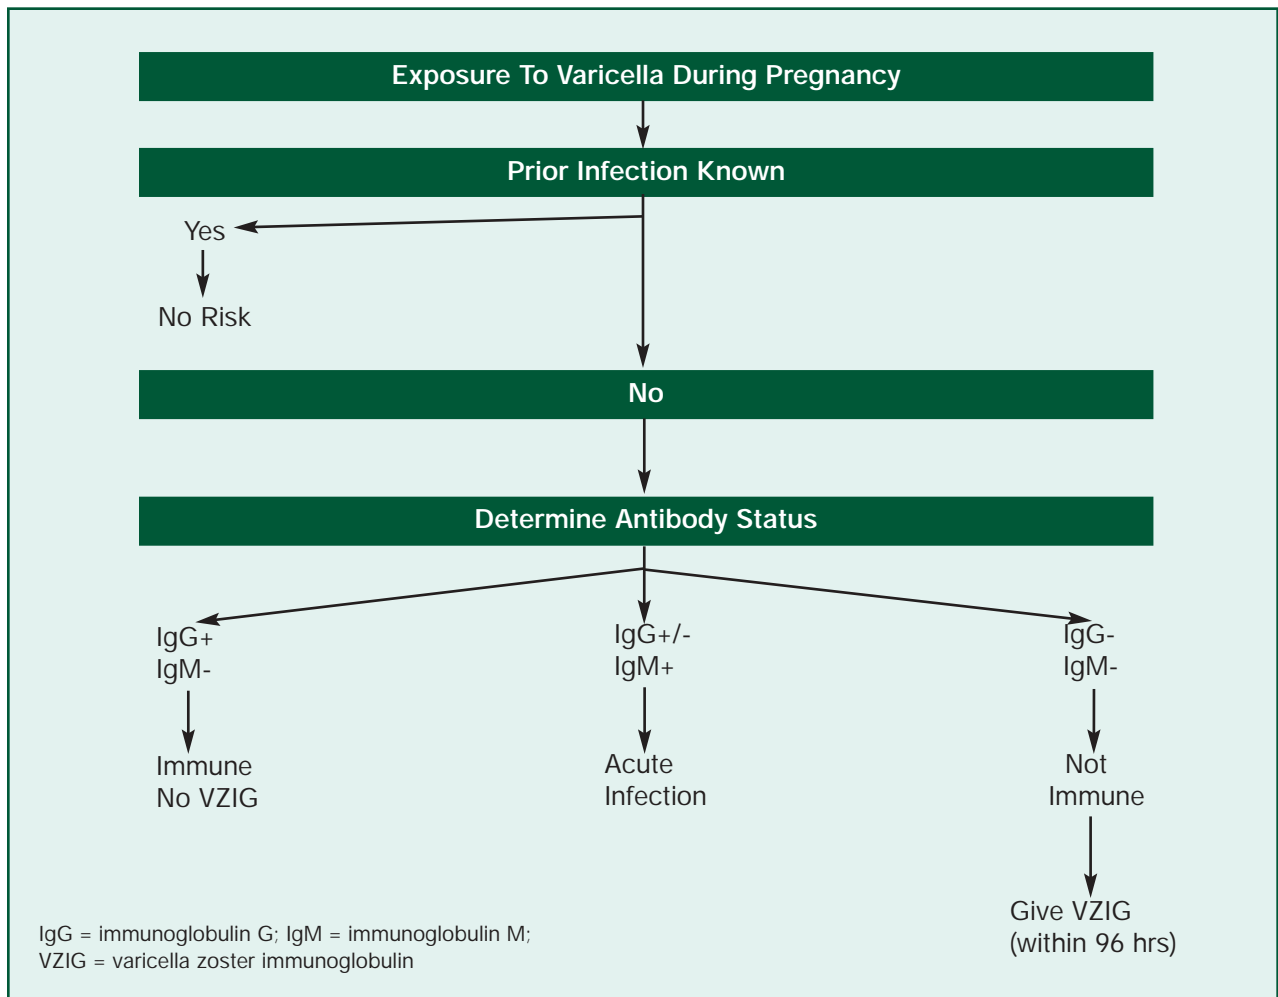 Exposure To Varicella During Pregnancy
Prior Infection Known
Yes
No Risk
No
Determine Antibody Status
IgG+
IgM-
IgG+/-
IgM+
IgG-
IgM-
Immune
No VZIG
Acute
Infection
Not
Immune
Give VZIG
(within 96 hrs)
IgG = immunoglobulin G; IgM = immunoglobulin M;
VZIG = varicella zoster immunoglobulin